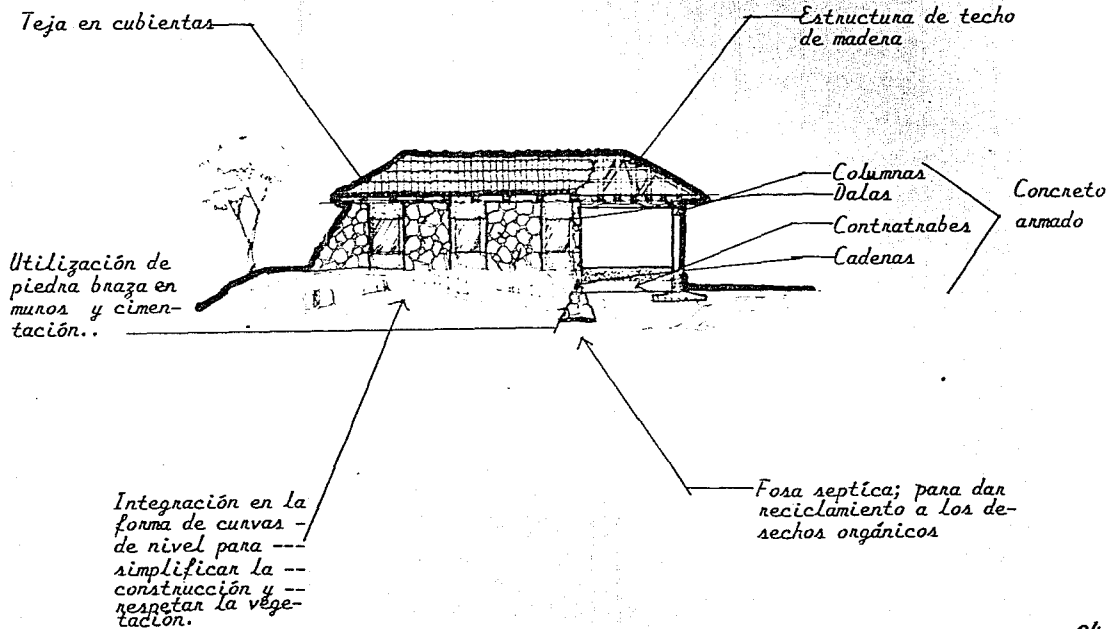 Teja en cubiertas
Estructura de techo
de madera
Columnas
Dalas
Contratrabes
Cadenas
Concreto
armado
Utilización de
piedra braza en
muros y cimen-
tación..
Integración en la
forma de curvas -
de nivel para ---
simplificar la --
construcción y --
respetar la vege-
tación.
Fosa septíca; para dar
reciclamiento a los de-
sechos orgánicos